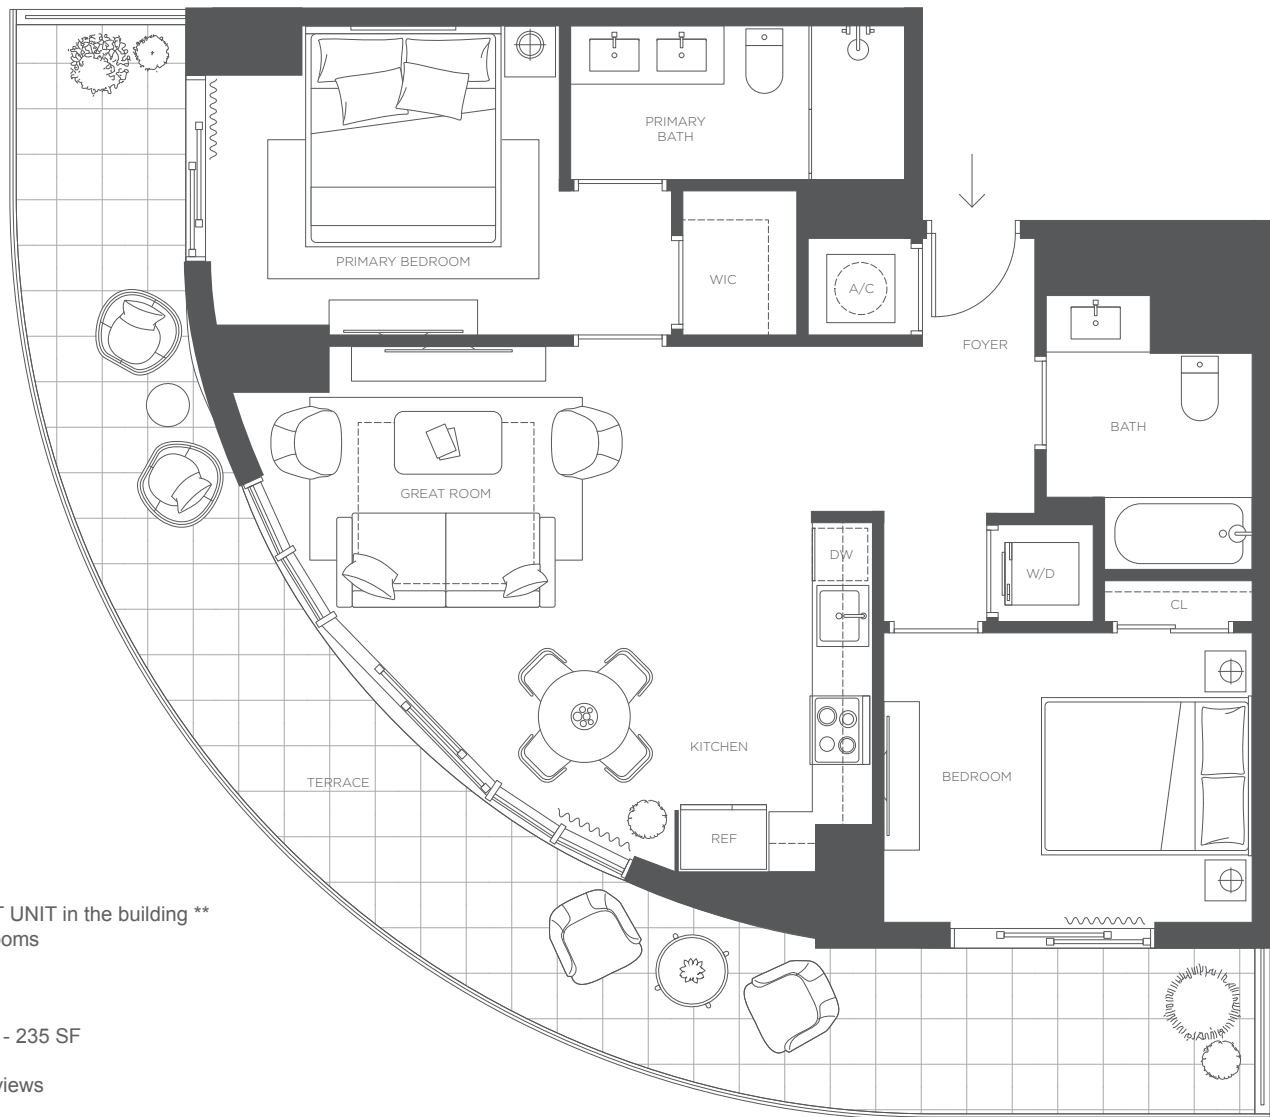 PRIMARY
BATH
PRIMARY BEDROOM
WIC
A/C
FOYER
BATH
GREAT ROOM
DW
W/D
CL
KITCHEN
BEDROOM
TERRACE
REF
UNIT in the building **
- 235 SF
views